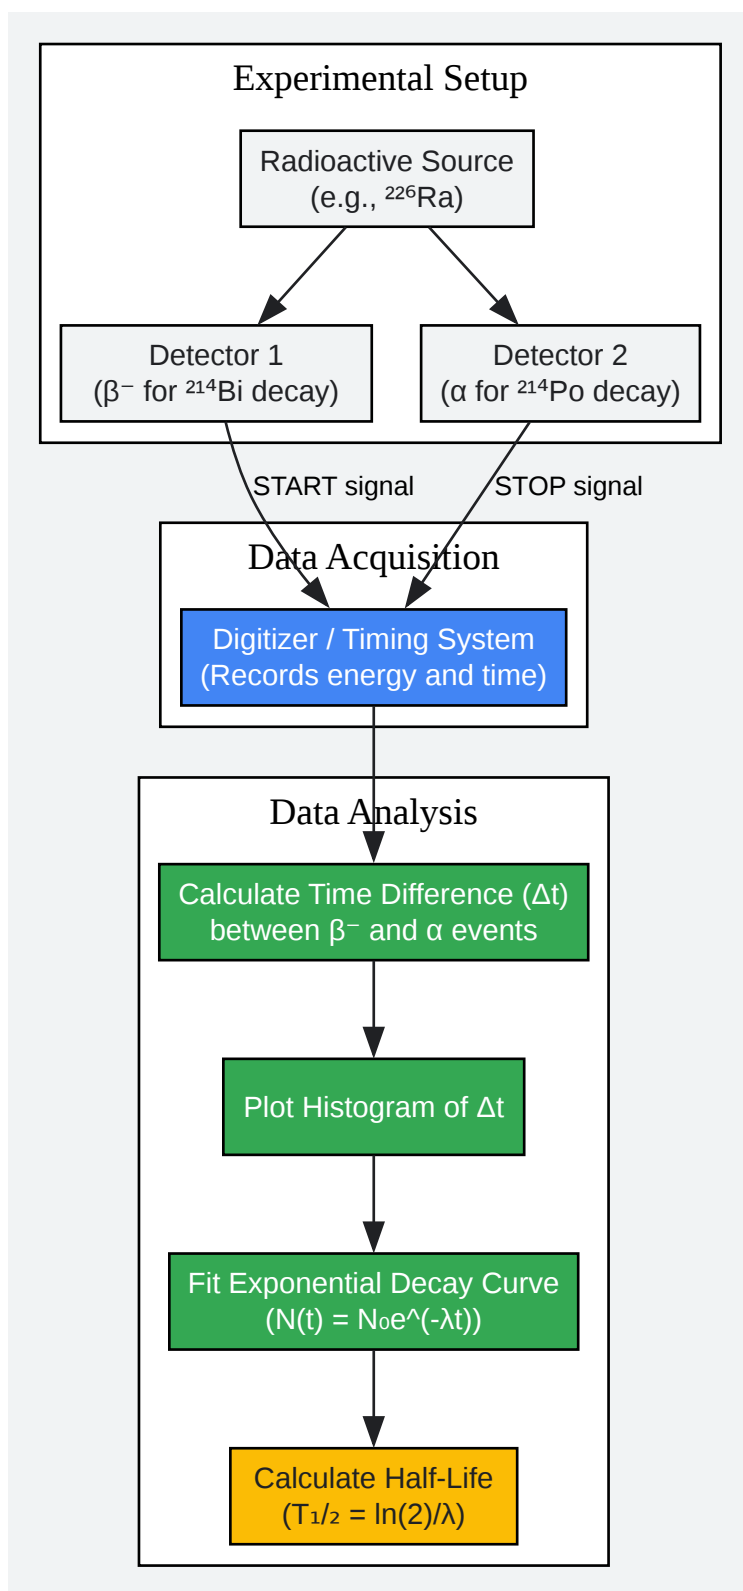 Experimental Setup
Radioactive Source
(e.g., ²²⁶Ra)
Detector 1
(β⁻ for ²¹⁴Bi decay)
Detector 2
(α for ²¹⁴Po decay)
START signal
STOP signal
Data Acquisition
Digitizer / Timing System
(Records energy and time)
Data Analysis
Calculate Time Difference (Δt)
between β⁻ and α events
Plot Histogram of Δt
Fit Exponential Decay Curve
(N(t) = N₀e^(-λt))
Calculate Half-Life
(T₁/₂ = ln(2)/λ)